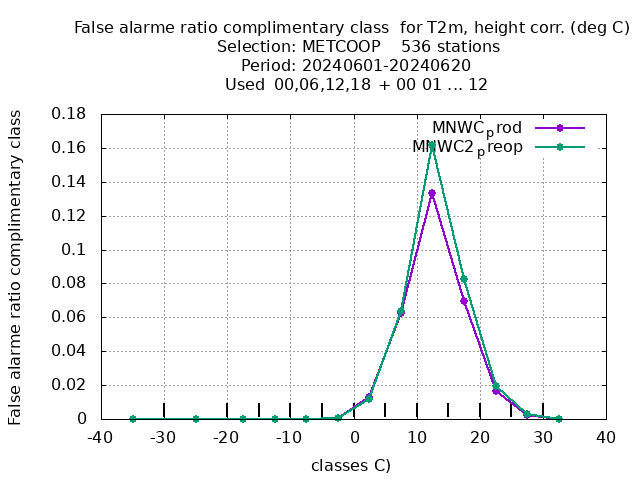 False alarme ratio complimentary class  for T2m, height corr. (deg C)
Selection: METCOOP    536 stations
Period: 20240601-20240620
Used  00,06,12,18 + 00 01 ... 12
False alarme ratio complimentary class
0.18
0.16
0.14
0.12
0.1
0.08
0.06
0.04
0.02
0
MNWCprod
MNWC2preop
-40 -30 -20 -10 0 10 20 30 40
classes C)